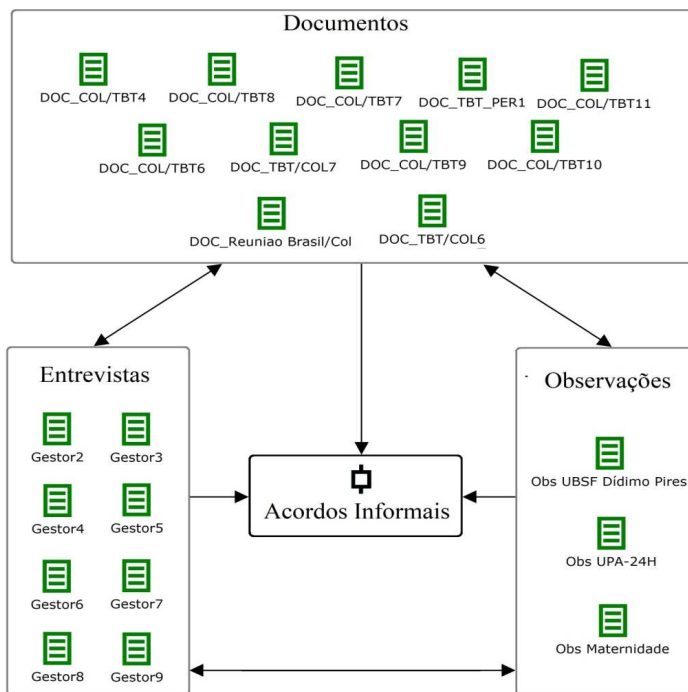 Documentos
DOC_COL/TBT4
DOC_COL/TBT8
DOC_COL/TBT7
DOC_TBT_PER1
DOC_COL/TBT11
DOC_COL/TBT6
DOC_TBT/COL7
DOC_COL/TBT9
DOC_COL/TBT10
DOC_Reuniao Brasil/Col
DOC_TBT/COL6
Entrevistas
Gestor2
Gestor3
Gestor4
Gestor5
Gestor6
Gestor7
Gestor8
Gestor9
Acordos Informais
Observações
Obs UBSF Dídimo Pires
Obs UPA-24H
Obs Maternidade